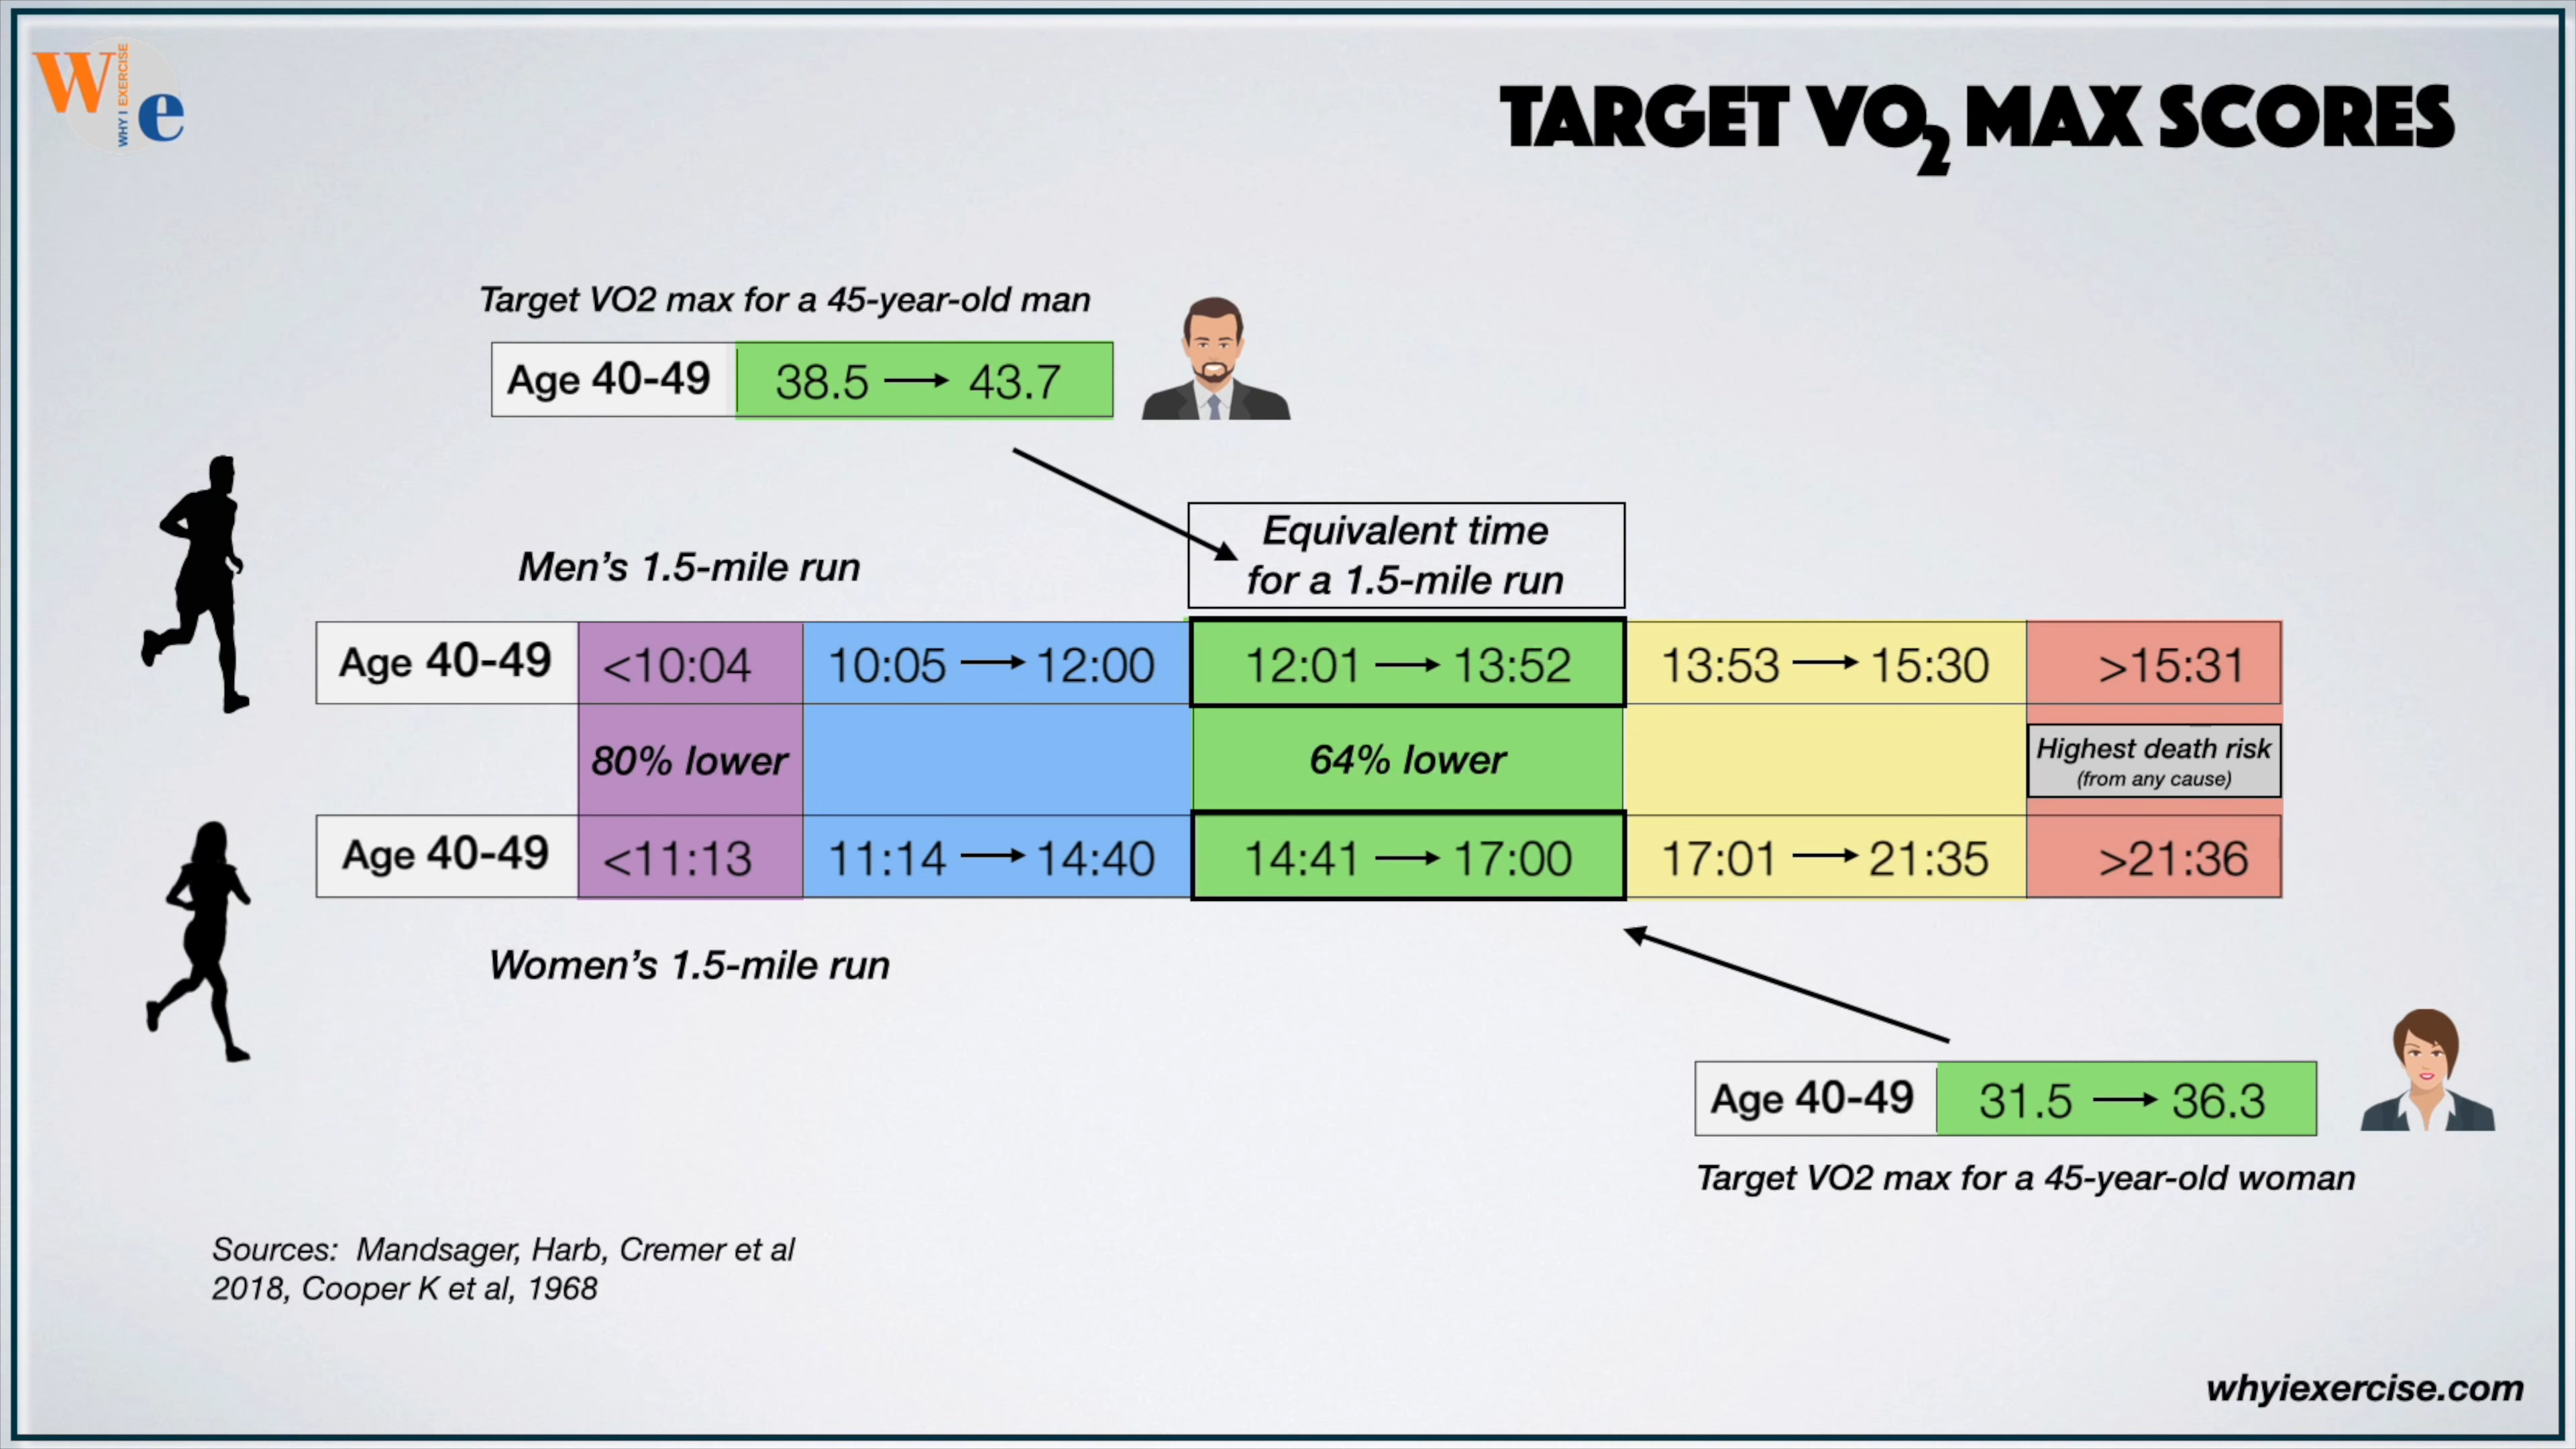 We
WHY I EXERCISE
TARGET VO2 MAX SCORES
Target VO2 max for a 45-year-old man
Age 40-49 38.5 → 43.7
Equivalent time
for a 1.5-mile run
Men’s 1.5-mile run
Age 40-49 <10:04 10:05 → 12:00 12:01 → 13:52 13:53 → 15:30 >15:31
80% lower 64% lower Highest death risk
(from any cause)
Age 40-49 <11:13 11:14 → 14:40 14:41 → 17:00 17:01 → 21:35 >21:36
Women’s 1.5-mile run
Age 40-49 31.5 → 36.3
Target VO2 max for a 45-year-old woman
Sources: Mandsager, Harb, Cremer et al
2018, Cooper K et al, 1968
whyiexercise.com